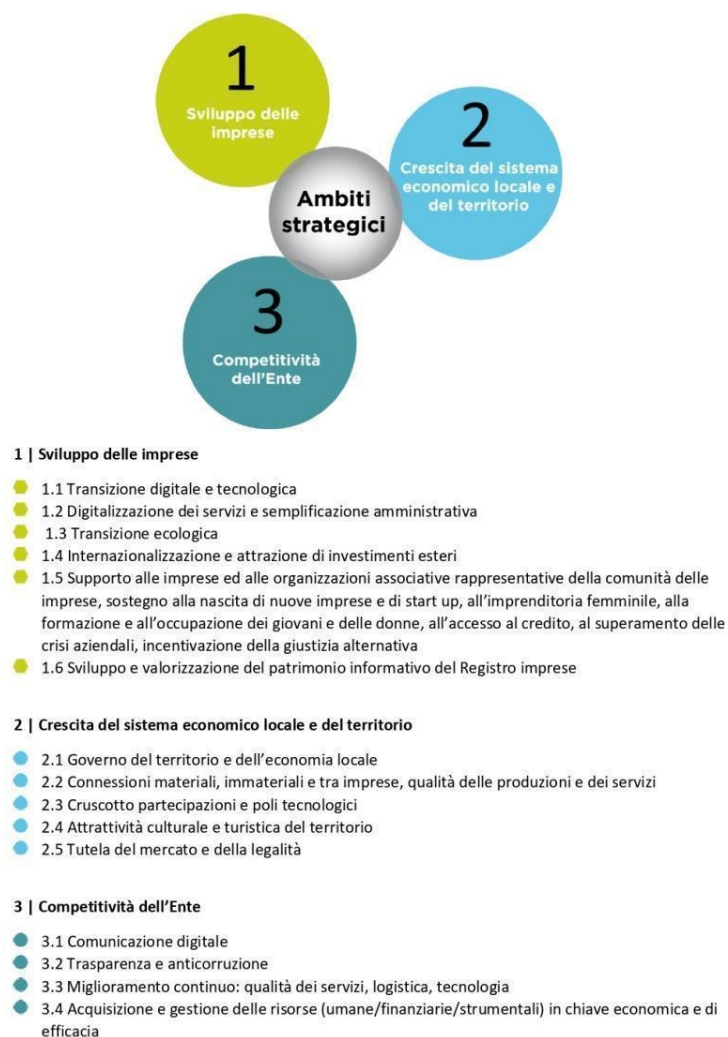 1
Sviluppo delle
imprese
2
Crescita del sistema
economico locale e
del territorio
Ambiti
strategici
3
Competitività
dell'Ente
1 | Sviluppo delle imprese
1.1 Transizione digitale e tecnologica
1.2 Digitalizzazione dei servizi e semplificazione amministrativa
1.3 Transizione ecologica
1.4 Internazionalizzazione e attrazione di investimenti esteri
1.5 Supporto alle imprese ed alle organizzazioni associative rappresentative della comunità delle
imprese, sostegno alla nascita di nuove imprese e di start up, all'imprenditoria femminile, alla
formazione e all'occupazione dei giovani e delle donne, all'accesso al credito, al superamento delle
crisi aziendali, incentivazione della giustizia alternativa
1.6 Sviluppo e valorizzazione del patrimonio informativo del Registro imprese
2 | Crescita del sistema economico locale e del territorio
2.1 Governo del territorio e dell'economia locale
2.2 Connessioni materiali, immateriali e tra imprese, qualità delle produzioni e dei servizi
2.3 Cruscotto partecipazioni e poli tecnologici
2.4 Attrattività culturale e turistica del territorio
2.5 Tutela del mercato e della legalità
3 | Competitività dell'Ente
3.1 Comunicazione digitale
3.2 Trasparenza e anticorruzione
3.3 Miglioramento continuo: qualità dei servizi, logistica, tecnologia
3.4 Acquisizione e gestione delle risorse (umane/finanziarie/strumentali) in chiave economica e di
efficacia